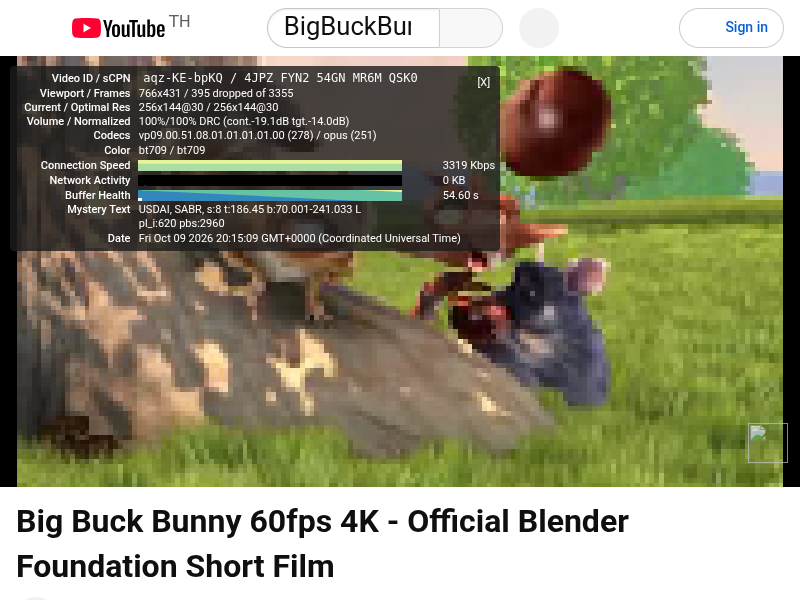 YouTube TH
BigBuckBu
Sign in
Video ID / sCPN aqz-KE-bpKQ / 4JPZ FYN2 54GN MR6M QSK0
[X]
Viewport / Frames 766x431 / 395 dropped of 3355
Current / Optimal Res 256x144@30 / 256x144@30
Volume / Normalized 100%/100% DRC (cont.-19.1dB tgt.-14.0dB)
Codecs vp09.00.51.08.01.01.01.01.00 (278) / opus (251)
Color bt709 / bt709
Connection Speed 3319 Kbps
Network Activity 0 KB
Buffer Health 54.60 s
Mystery Text USDAI, SABR, s:8 t:186.45 b:70.001-241.033 L
pl_i:620 pbs:2960
Date Fri Oct 09 2026 20:15:09 GMT+0000 (Coordinated Universal Time)
Big Buck Bunny 60fps 4K - Official Blender
Foundation Short Film